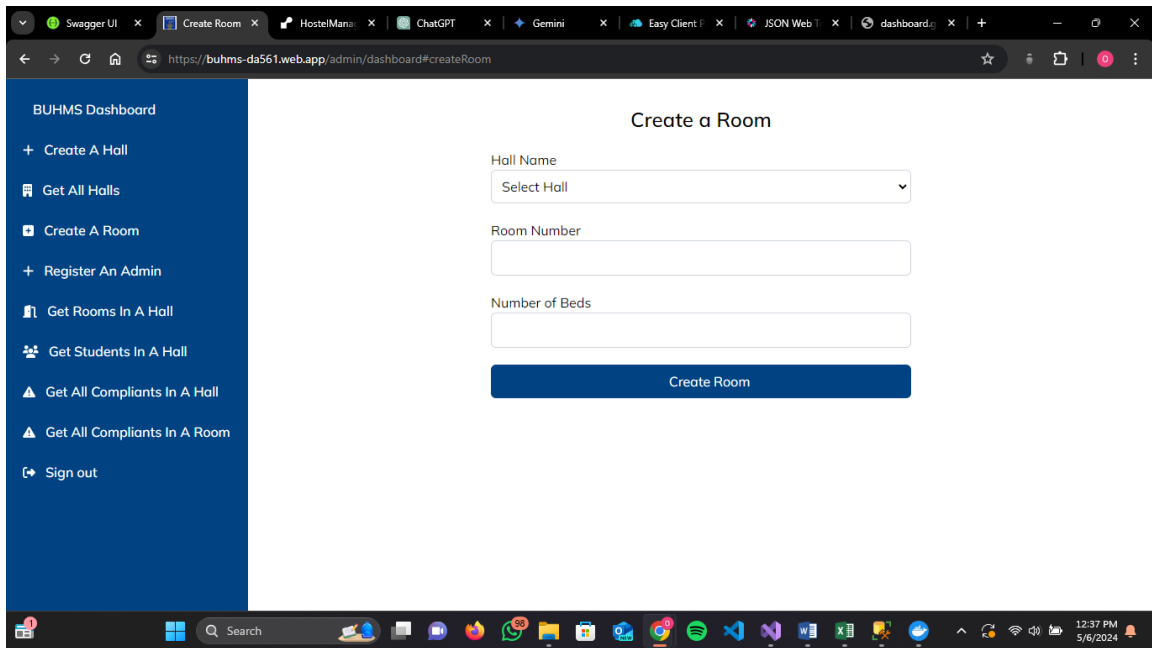 Swagger UI
Create Room
HostelMana
ChatGPT
Gemini
Easy Client P
JSON Web T
dashboard.g
https://buhms-da561.web.app/admin/dashboard#createRoom
O
BUHMS Dashboard
Create A Hall
Get All Halls
Create A Room
Register An Admin
Get Rooms In A Hall
Get Students In A Hall
Get All Compliants In A Hall
Get All Compliants In A Room
Sign out
Create a Room
Hall Name
Select Hall
Room Number
Number of Beds
Create Room
1
Search
98
12:37 PM
5/6/2024